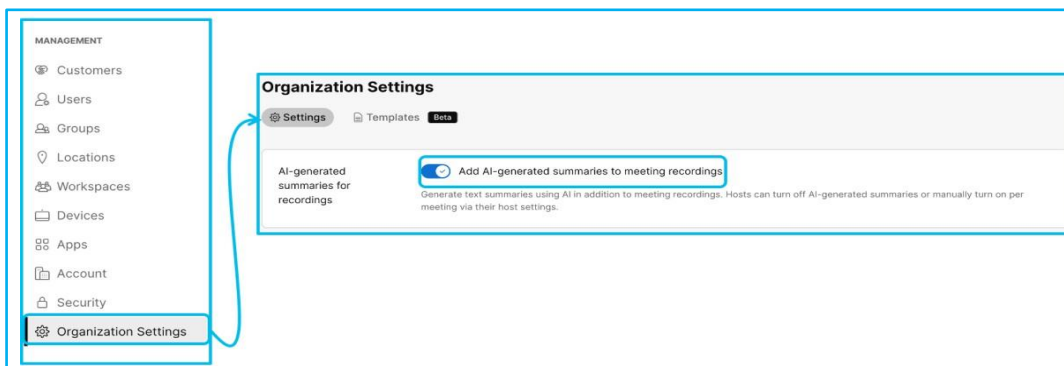 MANAGEMENT
Customers
Users
Groups
Locations
Workspaces
Devices
Apps
Account
Security
Organization Settings
Organization Settings
Settings
Templates Beta
AI-generated
summaries for
recordings
Add AI-generated summaries to meeting recordings
Generate text summaries using AI in addition to meeting recordings. Hosts can turn off AI-generated summaries or manually turn on per
meeting via their host settings.